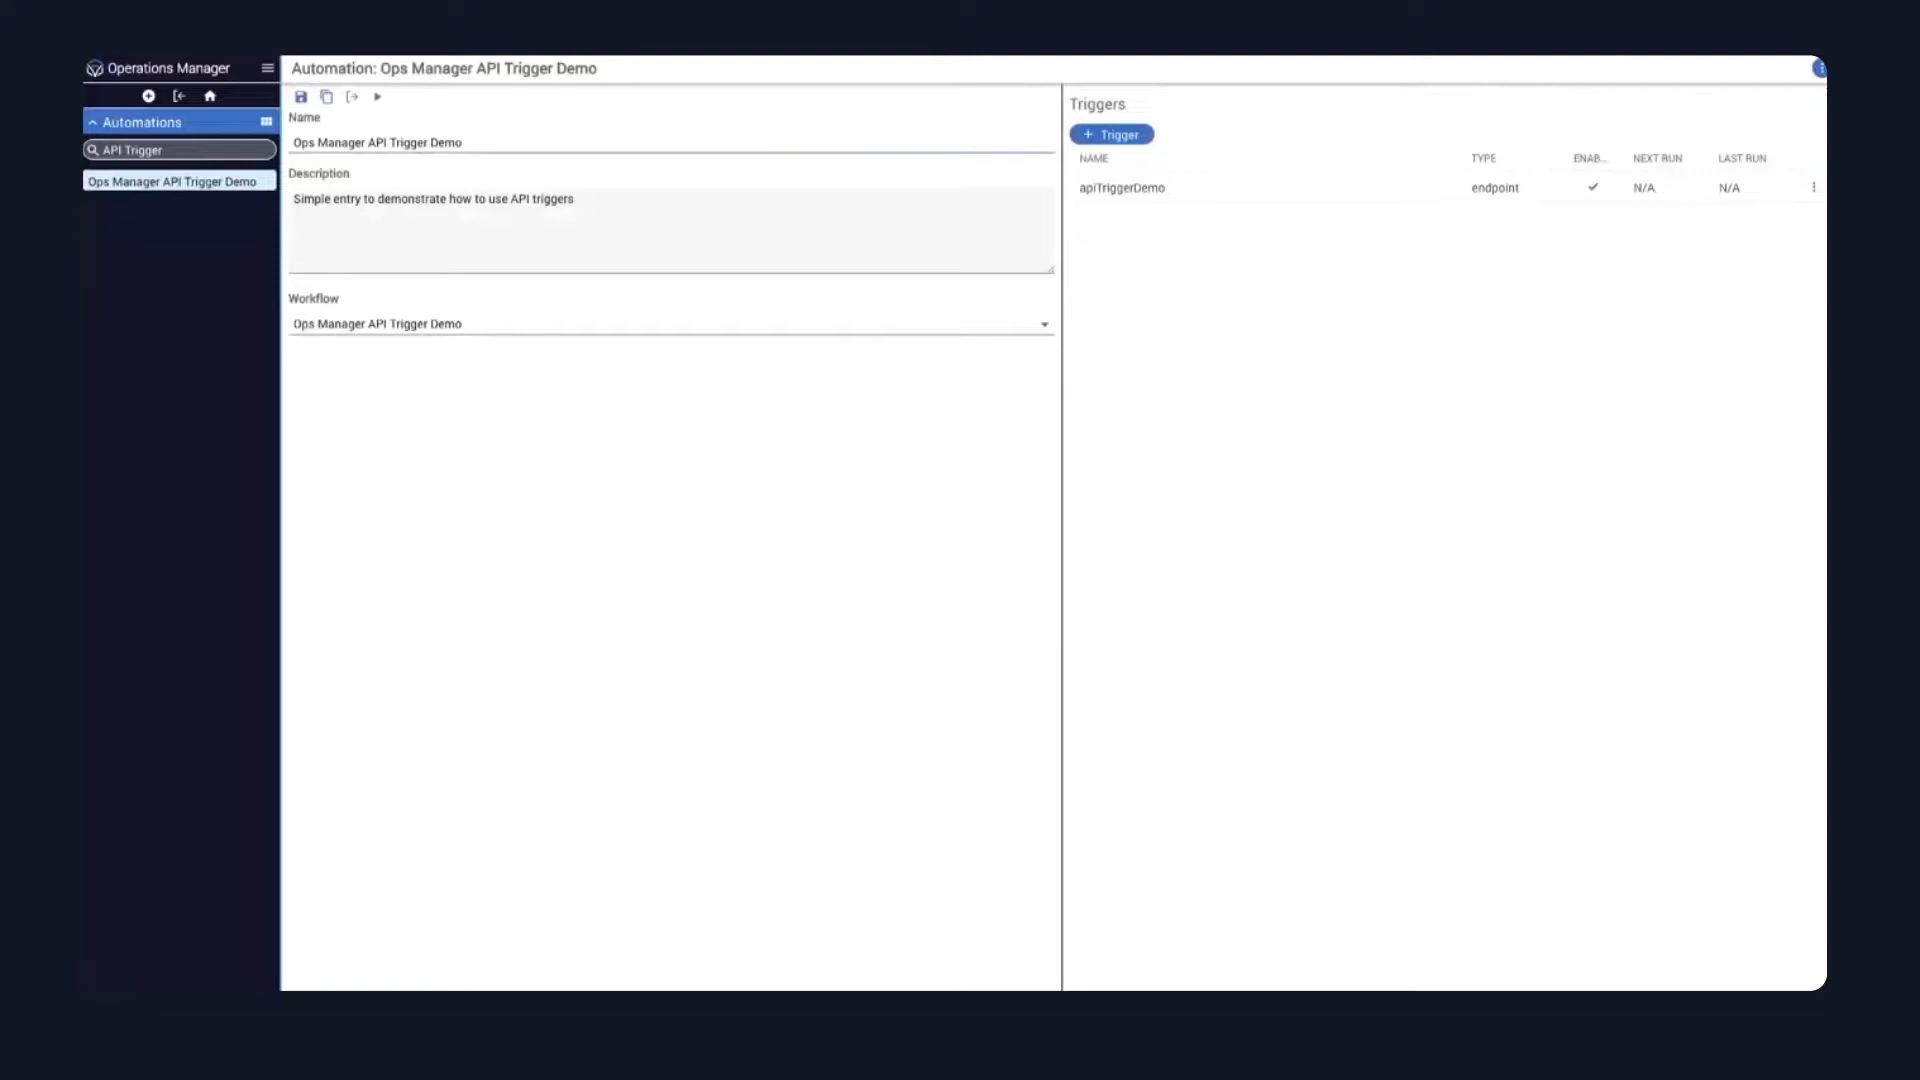 Operations Manager
Automations
API Trigger
Ops Manager API Trigger Demo
Automation: Ops Manager API Trigger Demo
Name
Ops Manager API Trigger Demo
Description
Simple entry to demonstrate how to use API triggers
Workflow
Ops Manager API Trigger Demo
Triggers
+ Trigger
NAME TYPE ENAB... NEXT RUN LAST RUN
apiTriggerDemo endpoint N/A N/A